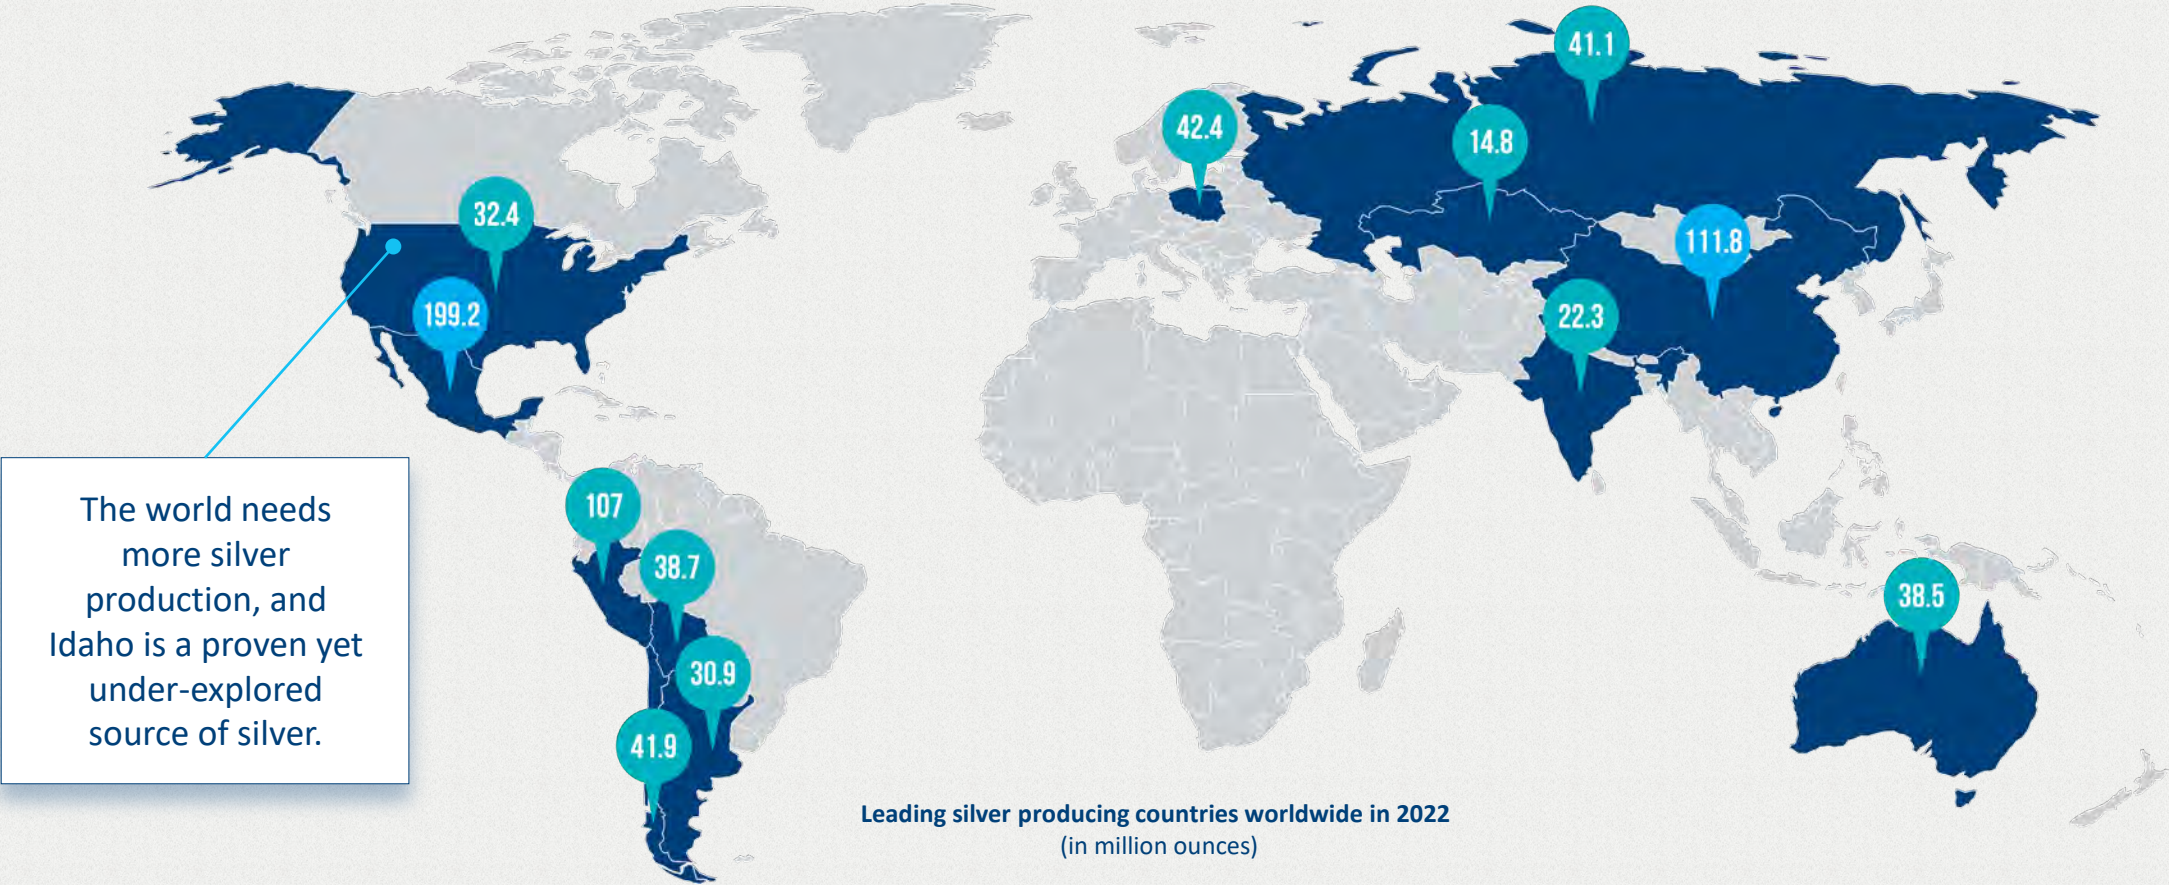 41.1
42.4
14.8
32.4
111.8
199.2
22.3
The world needs
more silver
production, and
Idaho is a proven yet
under-explored
source of silver.
107
38.7
38.5
30.9
41.9
Leading silver producing countries worldwide in 2022
(in million ounces)